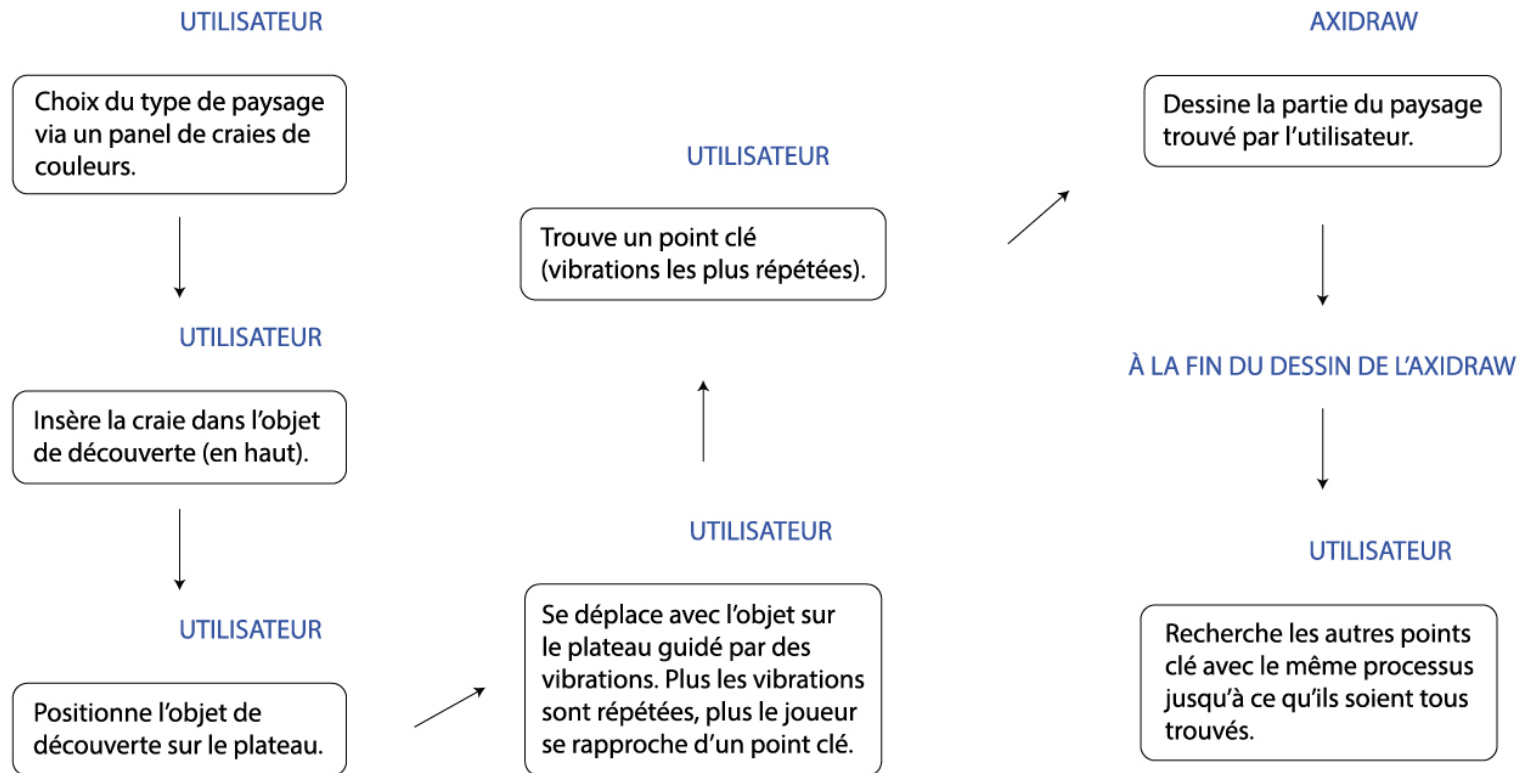 UTILISATEUR
Choix du type de paysage
via un panel de craies de
couleurs.
UTILISATEUR
Insère la craie dans l’objet
de découverte (en haut).
UTILISATEUR
Positionne l’objet de
découverte sur le plateau.
UTILISATEUR
Se déplace avec l’objet sur
le plateau guidé par des
vibrations. Plus les vibrations
sont répétées, plus le joueur
se rapproche d’un point clé.
UTILISATEUR
Trouve un point clé
(vibrations les plus répétées).
AXIDRAW
Dessine la partie du paysage
trouvé par l’utilisateur.
À LA FIN DU DESSIN DE L’AXIDRAW
UTILISATEUR
Recherche les autres points
clé avec le même processus
jusqu’à ce qu’ils soient tous
trouvés.